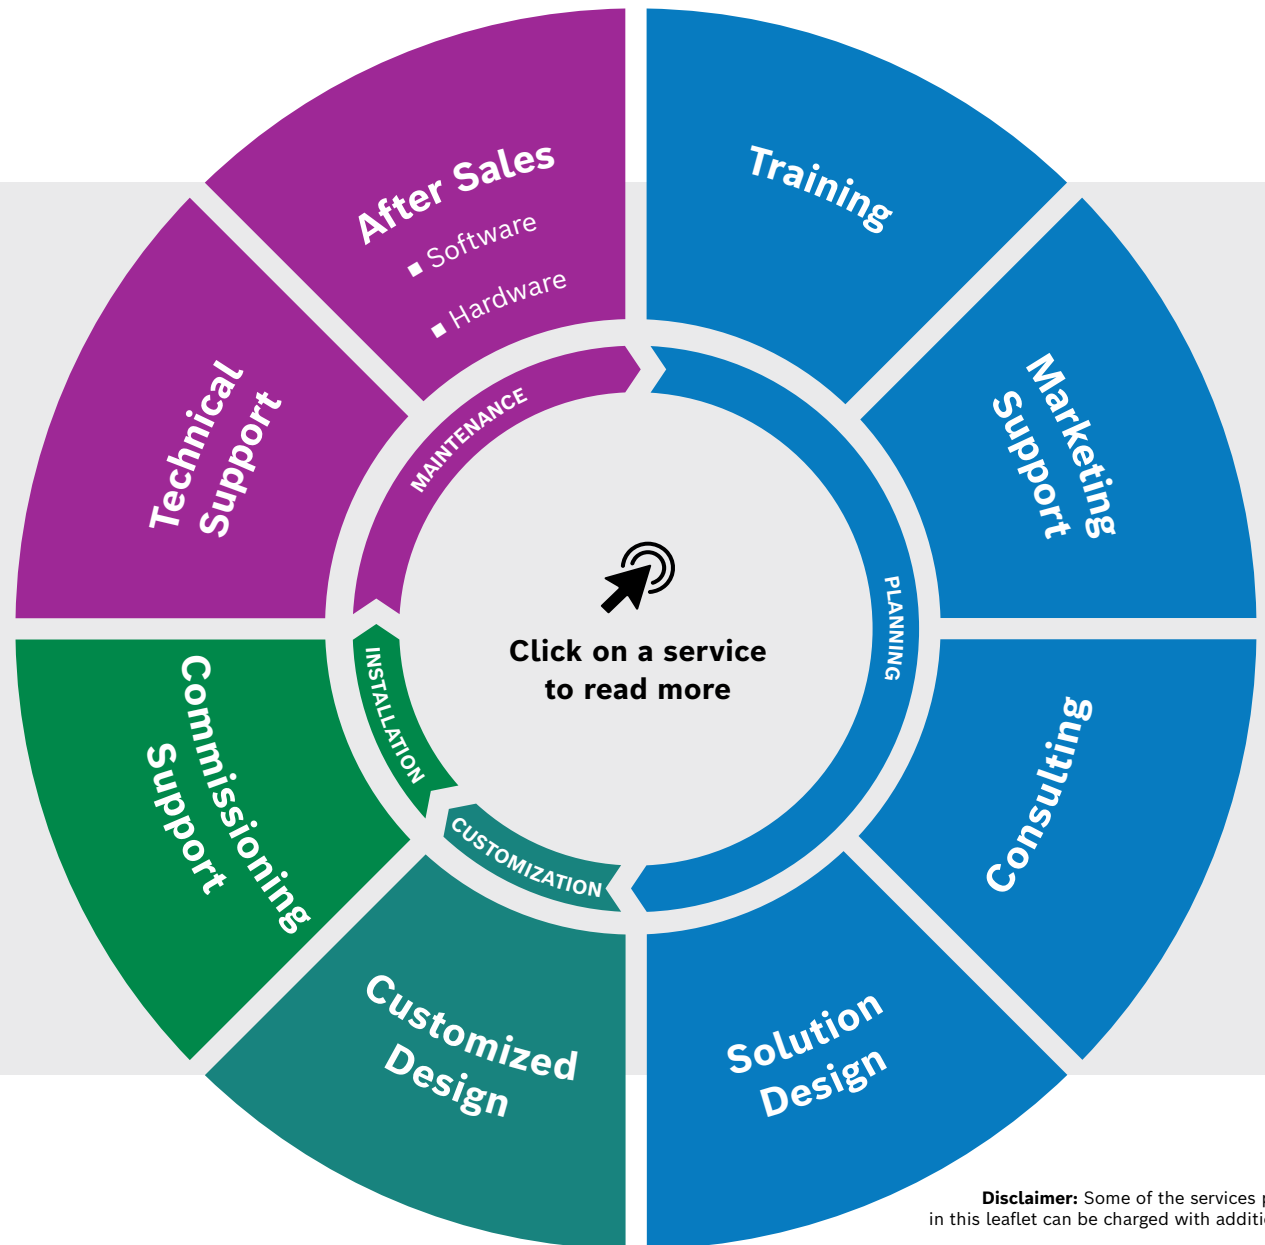 After Sales
▪ Software
▪ Hardware
Training
Marketing
Support
Consulting
Solution
Design
Customized
Design
Commissioning
Support
Technical
Support
MAINTENANCE
PLANNING
CUSTOMIZATION
INSTALLATION
Click on a service
to read more
Disclaimer: Some of the services
in this leaflet can be charged with